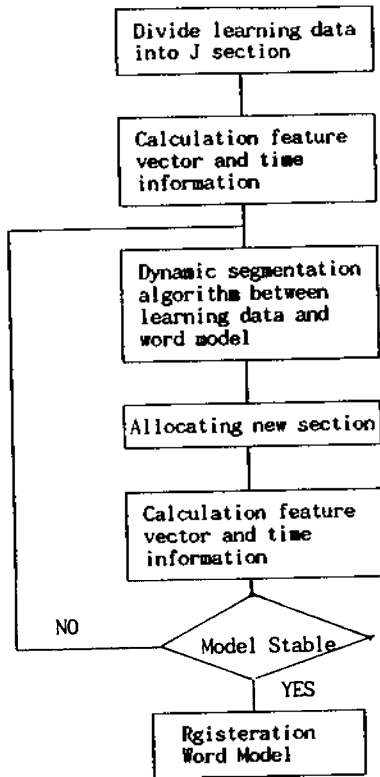 Divide learning data
into J section
Calculation feature
vector and time
information
Dynamic segmentation
algorithm between
learning data and
word model
Allocating new section
Calculation feature
vector and time
information
NO
Model Stable
YES
Rgisteration
Word Model